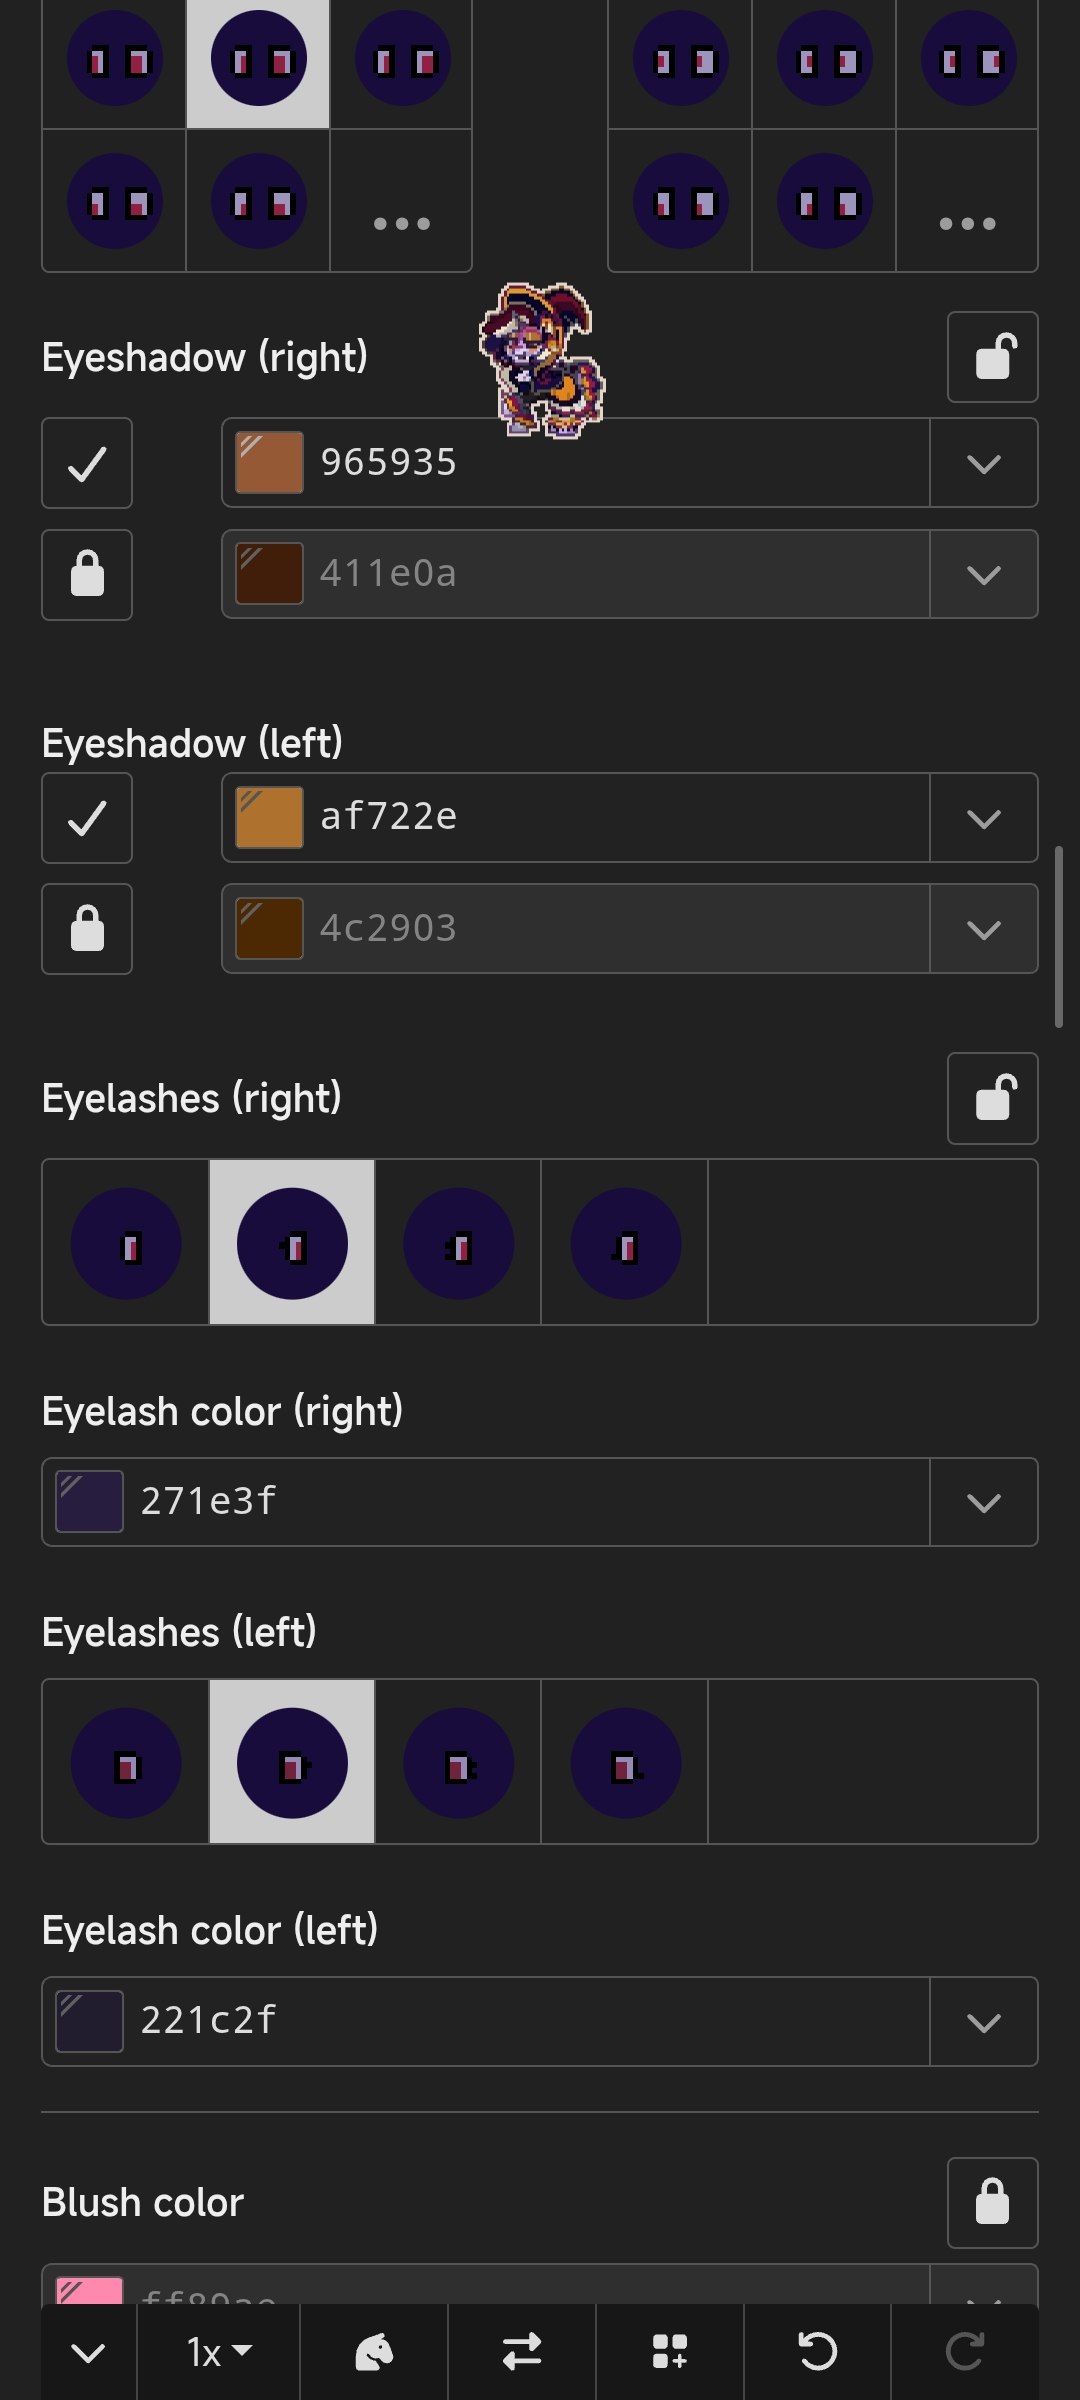 Eyeshadow (right)
965935
411e0a
Eyeshadow (left)
af722e
4c2903
Eyelashes (right)
Eyelash color (right)
271e3f
Eyelashes (left)
Eyelash color (left)
221c2f
Blush color
1x